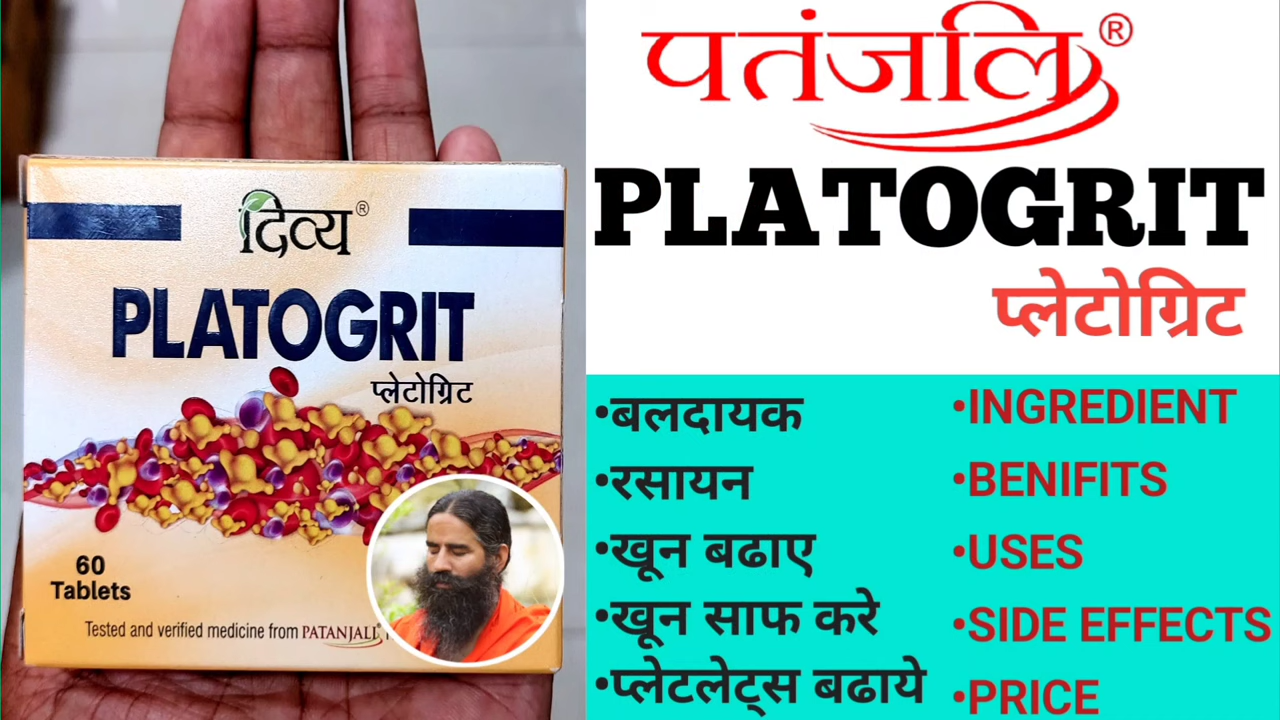 दिव्य®
PLATOGRIT
प्लेटोग्रिट
60
Tablets
Tested and verified medicine from PATANJALI
पतंजलि®
PLATOGRIT
प्लेटोग्रिट
•बलदायक
•रसायन
•खून बढाए
•खून साफ करे
•प्लेटलेट्स बढाये
•INGREDIENT
•BENIFITS
•USES
•SIDE EFFECTS
•PRICE